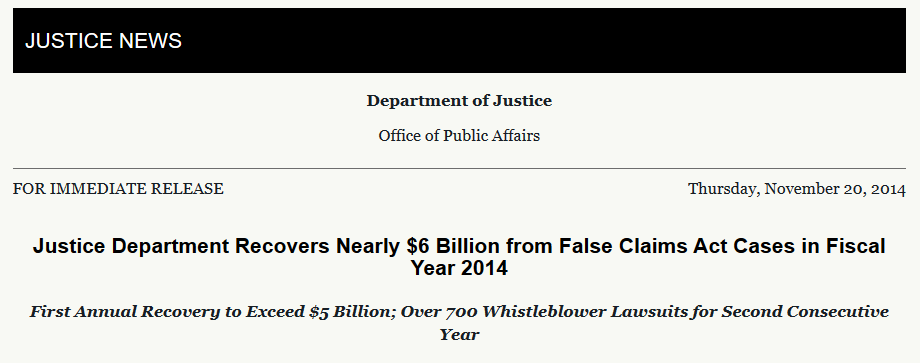 JUSTICE NEWS
Department of Justice
Office of Public Affairs
FOR IMMEDIATE RELEASE
Thursday, November 20, 2014
Justice Department Recovers Nearly $6 Billion from False Claims Act Cases in Fiscal
Year 2014
First Annual Recovery to Exceed $5 Billion; Over 700 Whistleblower Lawsuits for Second Consecutive
Year